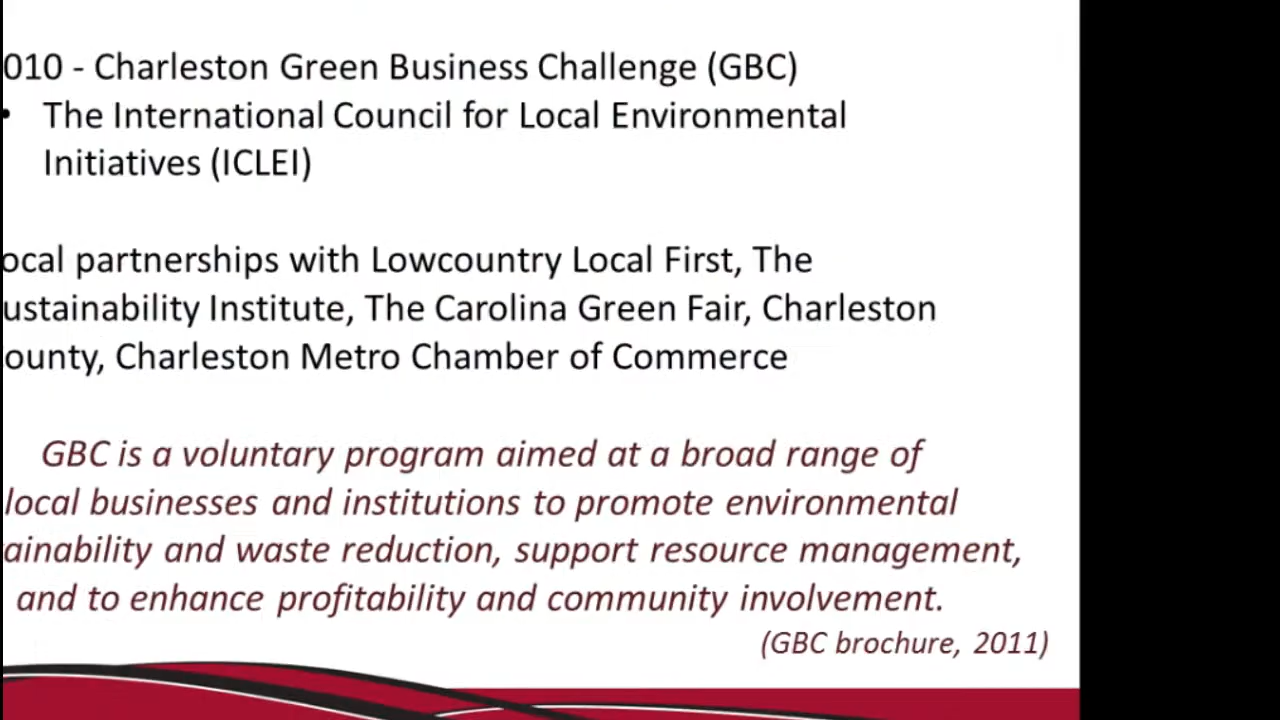 010 - Charleston Green Business Challenge (GBC)
• The International Council for Local Environmental
Initiatives (ICLEI)
ocal partnerships with Lowcountry Local First, The
ustainability Institute, The Carolina Green Fair, Charleston
ounty, Charleston Metro Chamber of Commerce
GBC is a voluntary program aimed at a broad range of
local businesses and institutions to promote environmental
ainability and waste reduction, support resource management,
and to enhance profitability and community involvement.
(GBC brochure, 2011)